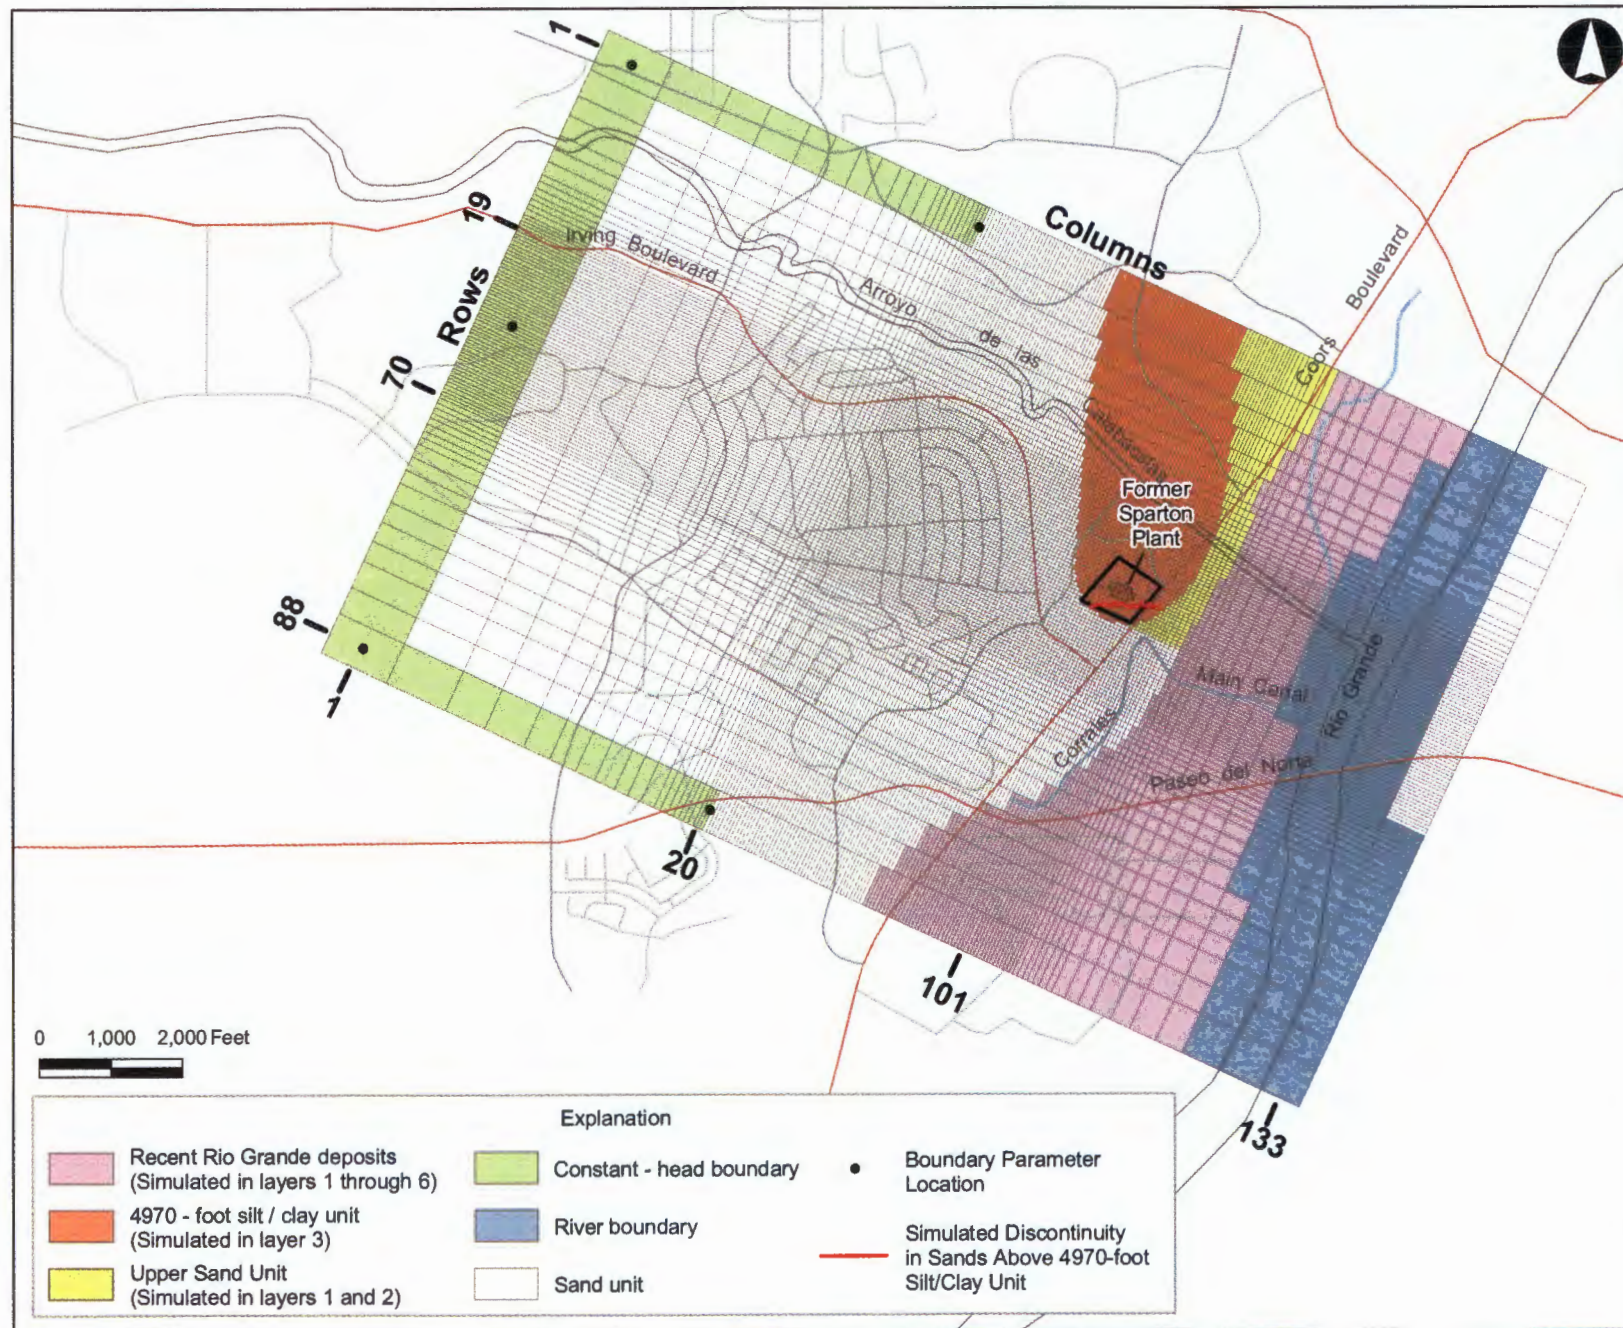 1
19
Rows
70
88
1
20
101
133
Columns
Irving Boulevard
Arroyo de las Calabacillas
Coors Boulevard
Former
Sparton
Plant
Main Canal
Corrales
Rio Grande
Paseo del Norte
0 1,000 2,000 Feet
Explanation
Recent Rio Grande deposits
(Simulated in layers 1 through 6)
4970 - foot silt / clay unit
(Simulated in layer 3)
Upper Sand Unit
(Simulated in layers 1 and 2)
Constant - head boundary
River boundary
Sand unit
Boundary Parameter
Location
Simulated Discontinuity
in Sands Above 4970-foot
Silt/Clay Unit